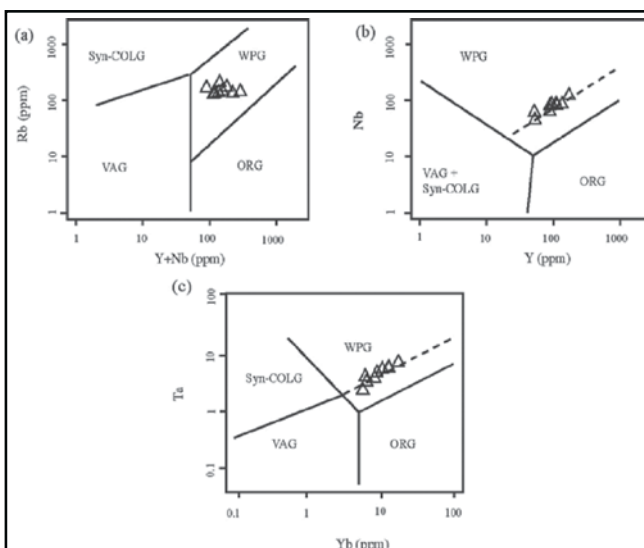 (a)
Syn-COLG
WPG
VAG
ORG
1000
100
10
1
Rb (ppm)
1
10
100
1000
Y+Nb (ppm)
(b)
WPG
VAG +
Syn-COLG
ORG
1000
100
10
1
Nb
1
10
100
1000
Y (ppm)
(c)
WPG
Syn-COLG
VAG
ORG
100
10
1
0.1
Ta
0.1
1
10
100
Yb (ppm)